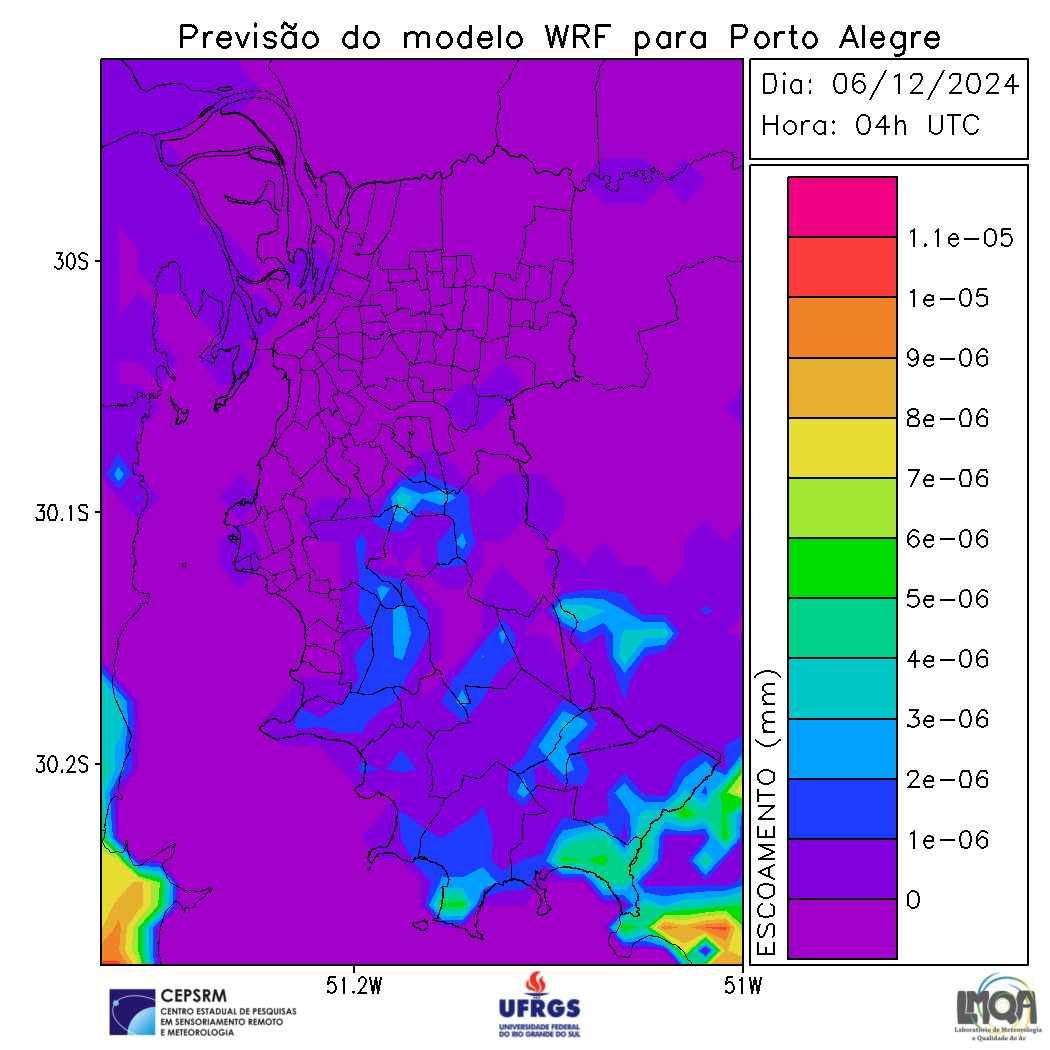 Previsão do modelo WRF para Porto Alegre
Dia: 06/12/2024
Hora: 04h UTC
30S
30.1S
30.2S
51.2W
51W
ESCOAMENTO (mm)
1.1e-05
1e-05
9e-06
8e-06
7e-06
6e-06
5e-06
4e-06
3e-06
2e-06
1e-06
0
CEPSRM
CENTRO ESTADUAL DE PESQUISAS
EM SENSORIAMENTO REMOTO
E METEOROLOGIA
UFRGS
UNIVERSIDADE FEDERAL
DO RIO GRANDE DO SUL
LMQA
Laboratório de Meteorologia
e Qualidade do Ar